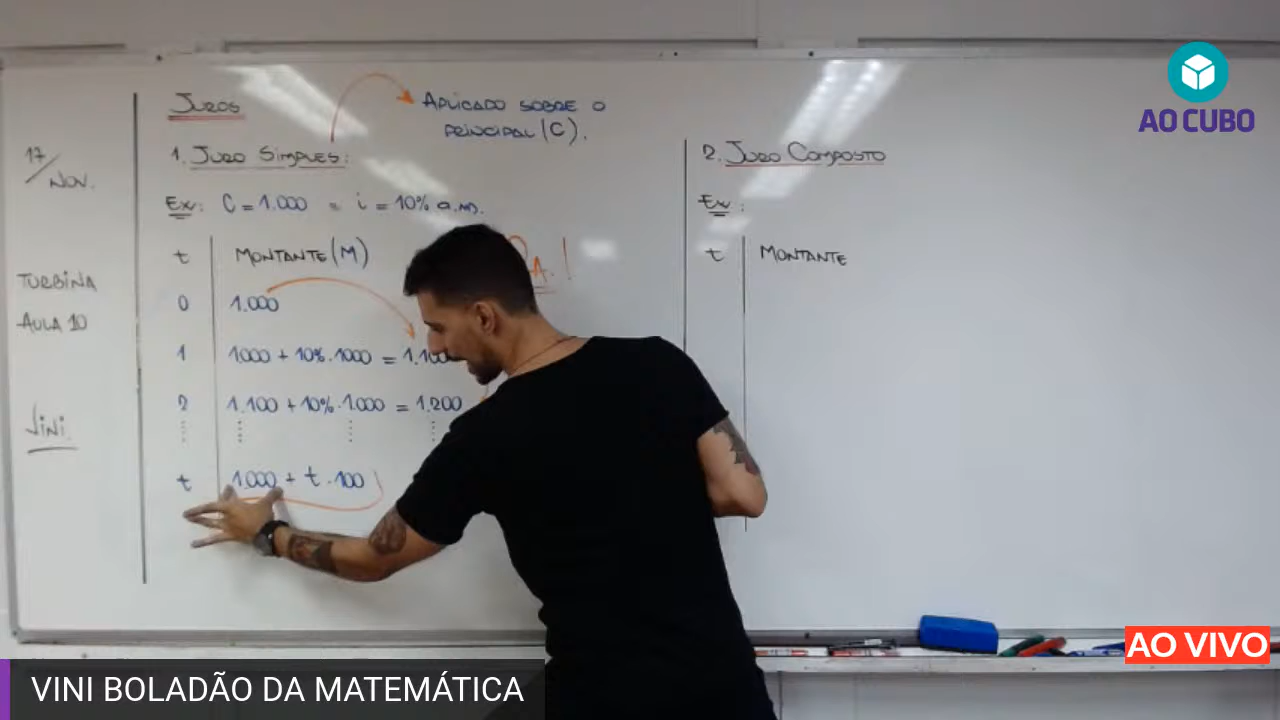 17/NOV.
TURBINA
AULA 10
Vini.
JUROS
APLICADO SOBRE O
PRINCIPAL (C).
1. JURO SIMPLES:
Ex: C = 1.000 = i = 10% a.m.
t MONTANTE (M)
P.A.!
0 1.000
1 1000 + 10%.1000 = 1.100
2 1.100 + 10%.1.000 = 1.200
t 1.000 + t.100
2. JURO COMPOSTO
Ex:
t MONTANTE
AO CUBO
AO VIVO
VINI BOLADÃO DA MATEMÁTICA